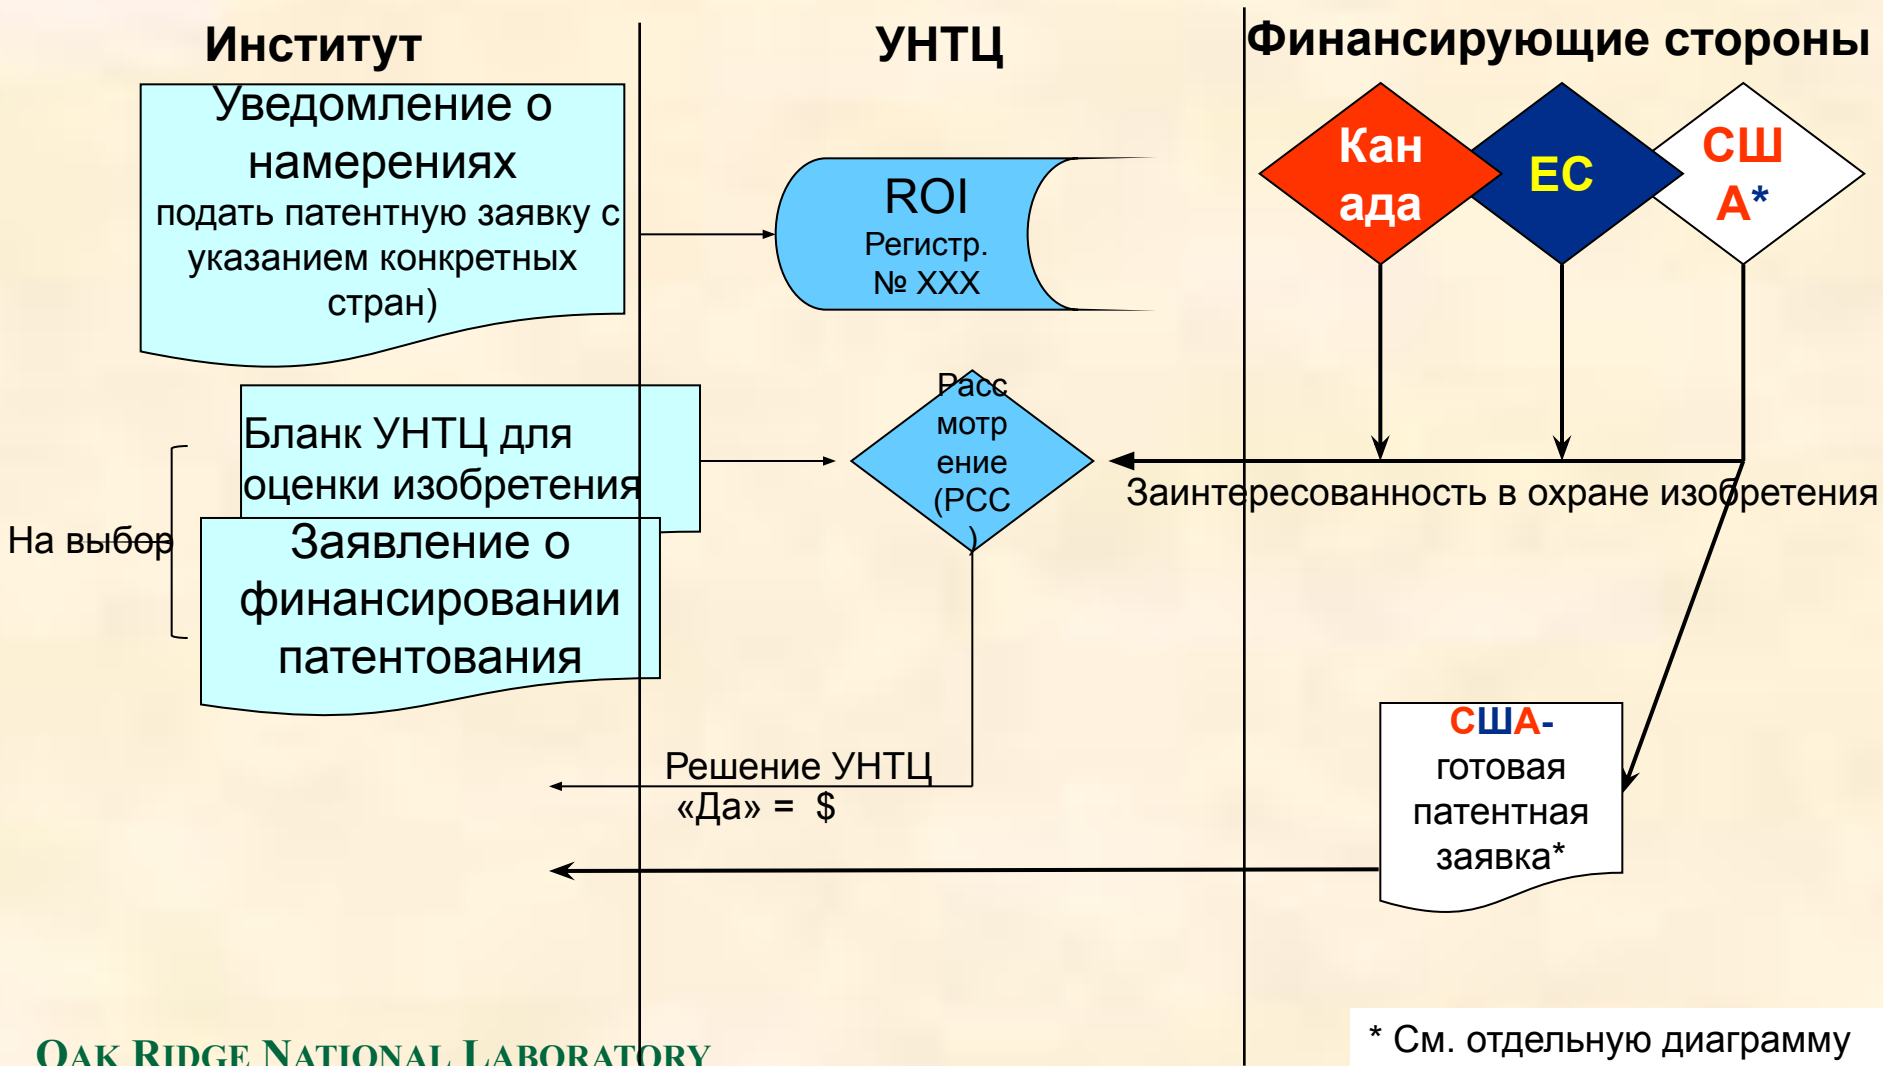 Институт
УНТЦ
Финансирующие стороны
Уведомление о
намерениях
подать патентную заявку с
указанием конкретных
стран)
ROI
Регистр.
№ XXX
Кан
ада
ЕС
СШ
А*
На выбор
Бланк УНТЦ для
оценки изобретения
Заявление о
финансировании
патентования
Расс
мотр
ение
(РСС
)
Заинтересованность в охране изобретения
Решение УНТЦ
«Да» = $
США-
готовая
патентная
заявка*
* См. отдельную диаграмму
OAK RIDGE NATIONAL LABORATORY